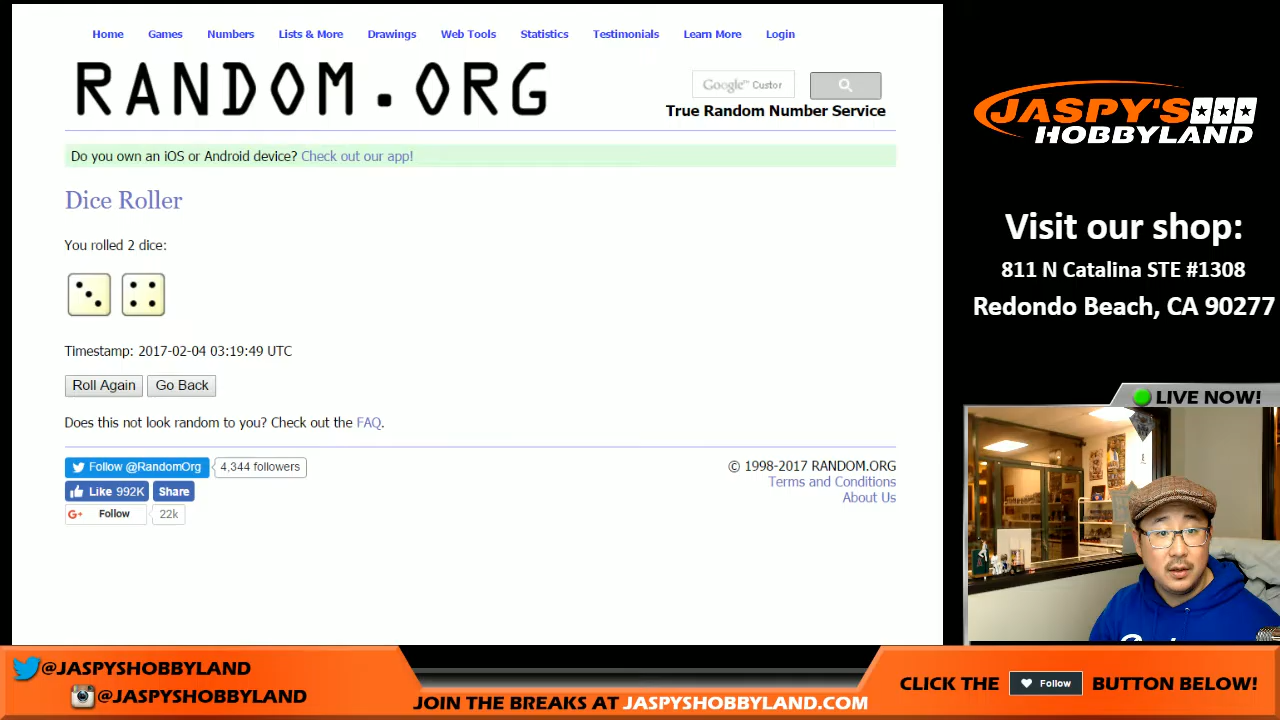 Home Games Numbers Lists & More Drawings Web Tools Statistics Testimonials Learn More Login
RANDOM.ORG
Google™ Custor
True Random Number Service
Do you own an iOS or Android device? Check out our app!
Dice Roller
You rolled 2 dice:
Timestamp: 2017-02-04 03:19:49 UTC
Roll Again Go Back
Does this not look random to you? Check out the FAQ.
Follow @RandomOrg 4,344 followers
Like 992K Share
G+ Follow 22k
© 1998-2017 RANDOM.ORG
Terms and Conditions
About Us
JASPY'S
HOBBYLAND
Visit our shop:
811 N Catalina STE #1308
Redondo Beach, CA 90277
LIVE NOW!
@JASPYSHOBBYLAND
@JASPYSHOBBYLAND
JOIN THE BREAKS AT JASPYSHOBBYLAND.COM
CLICK THE Follow BUTTON BELOW!